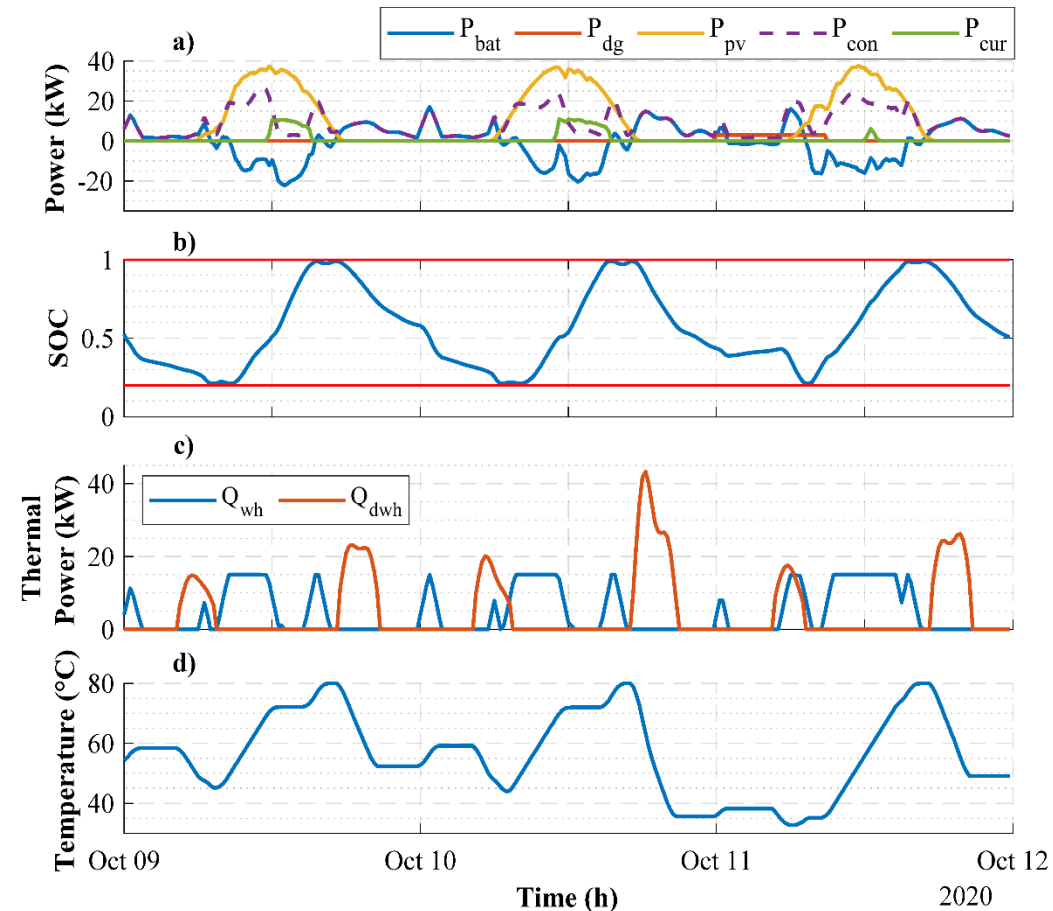 a)
P_bat P_dg P_pv P_con P_cur
Power (kW)
40
20
0
-20
b)
SOC
1
0.5
0
c)
Thermal
Power (kW)
Q_wh Q_dwh
40
20
0
d)
Temperature (°C)
80
60
40
Oct 09 Oct 10 Oct 11 Oct 12
Time (h) 2020